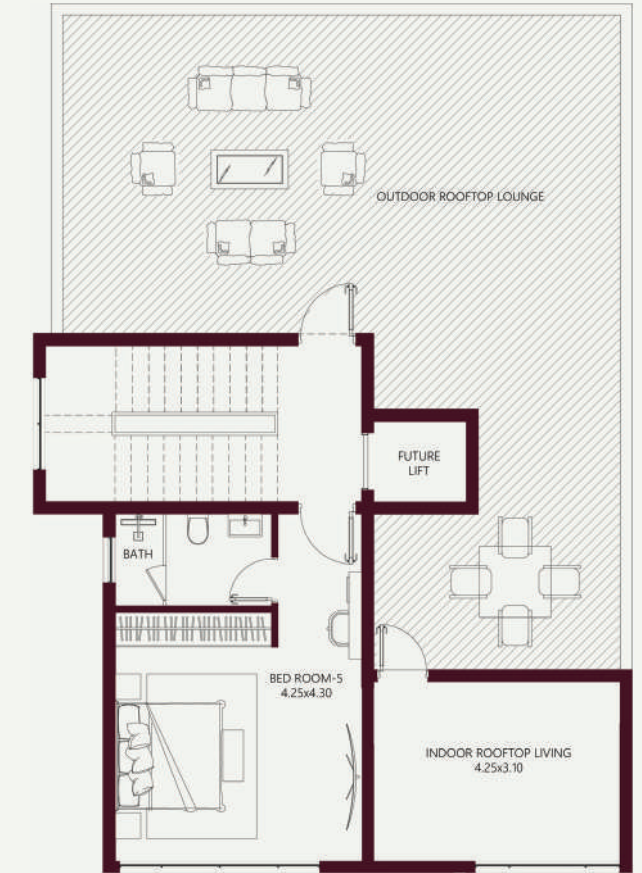 OUTDOOR ROOFTOP LOUNGE
FUTURE
LIFT
BATH
BED ROOM-5
4.25x4.30
INDOOR ROOFTOP LIVING
4.25x3.10